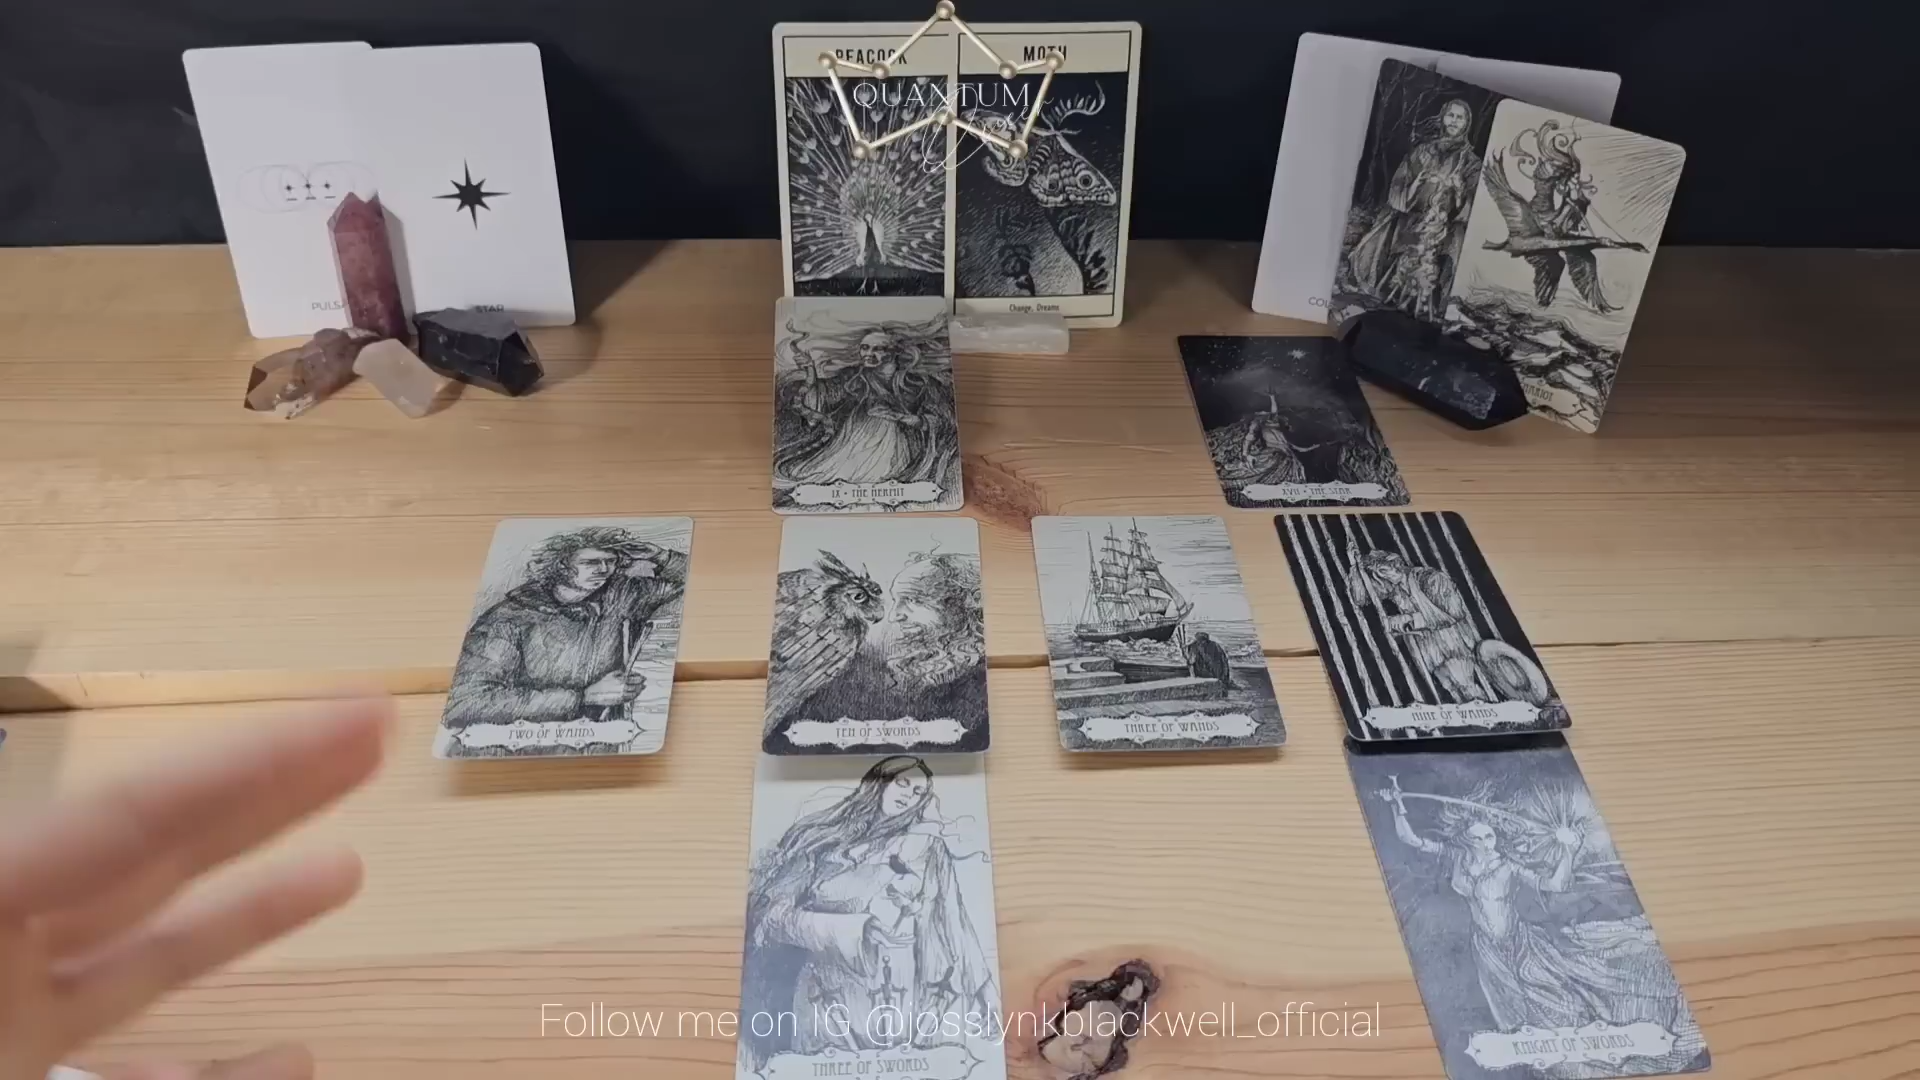 PEACOCK
MOTH
QUANTUM
Change, Dreams
STAR
IX • THE HERMIT
XVII • THE STAR
TWO OF WANDS
TEN OF SWORDS
THREE OF WANDS
NINE OF WANDS
Follow me on IG @josslynkblackwell_official
KNIGHT OF SWORDS
THREE OF SWORDS